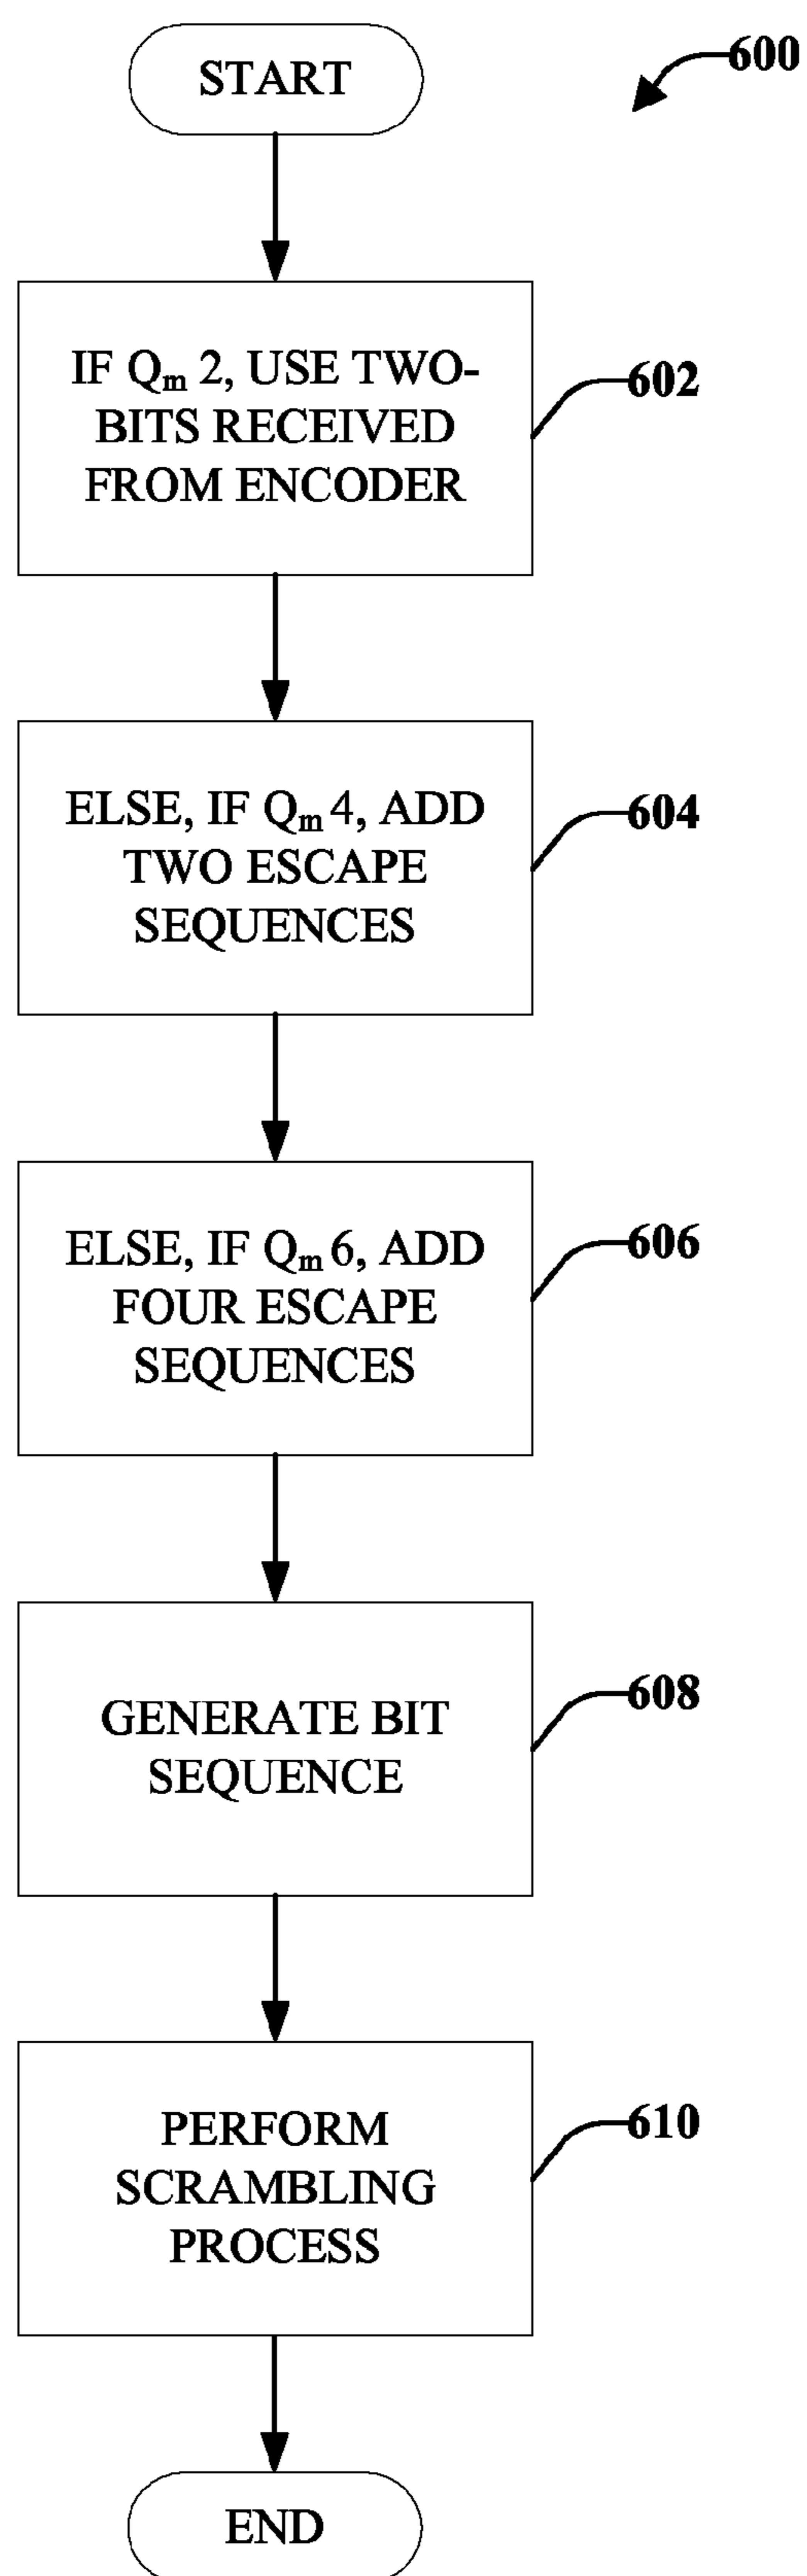 START
600
IF Qm 2, USE TWO-
BITS RECEIVED
FROM ENCODER
602
ELSE, IF Qm 4, ADD
TWO ESCAPE
SEQUENCES
604
ELSE, IF Qm 6, ADD
FOUR ESCAPE
SEQUENCES
606
GENERATE BIT
SEQUENCE
608
PERFORM
SCRAMBLING
PROCESS
610
END